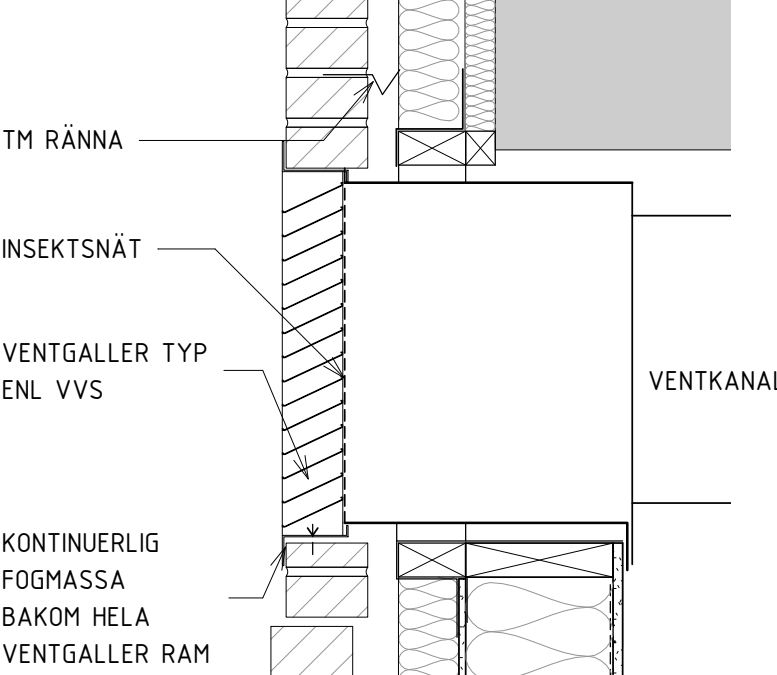 TM RÄNNA
INSEKTSNÄT
VENTGALLER TYP
ENL VVS
VENTKANAL
KONTINUERLIG
FOGMASSA
BAKOM HELA
VENTGALLER RAM